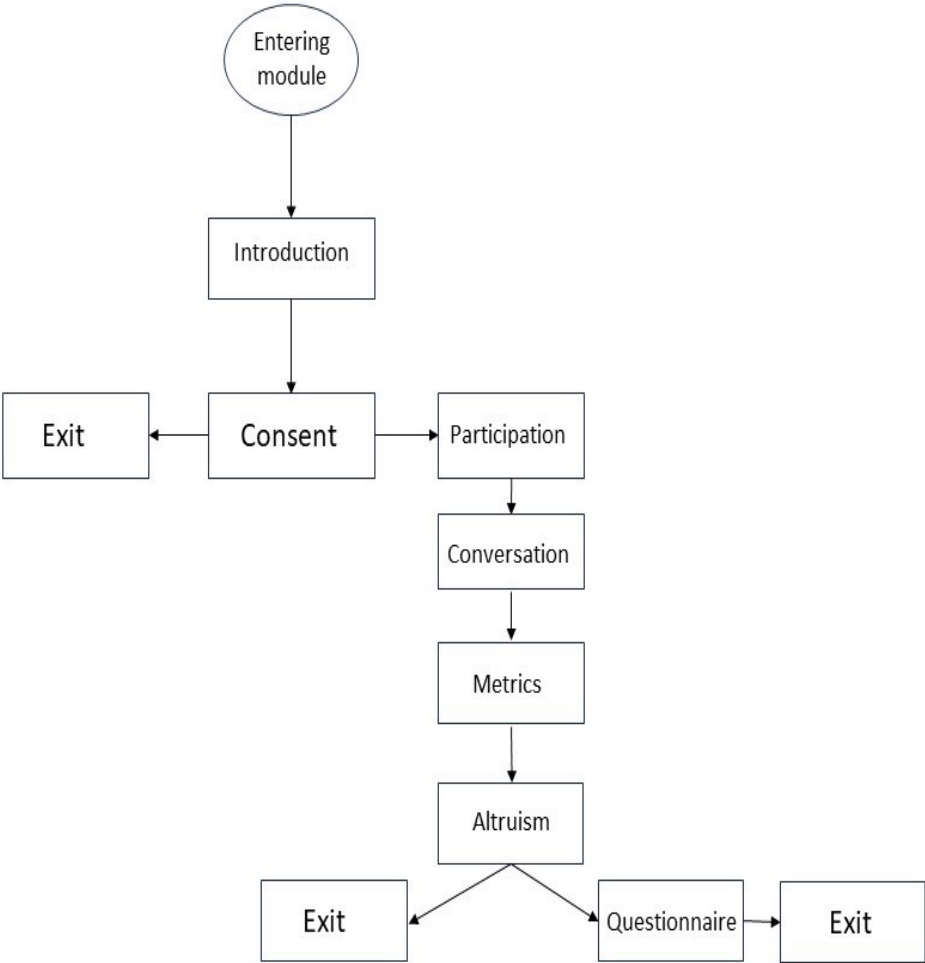 Entering
module
Introduction
Exit
Consent
Participation
Conversation
Metrics
Altruism
Exit
Questionnaire
Exit